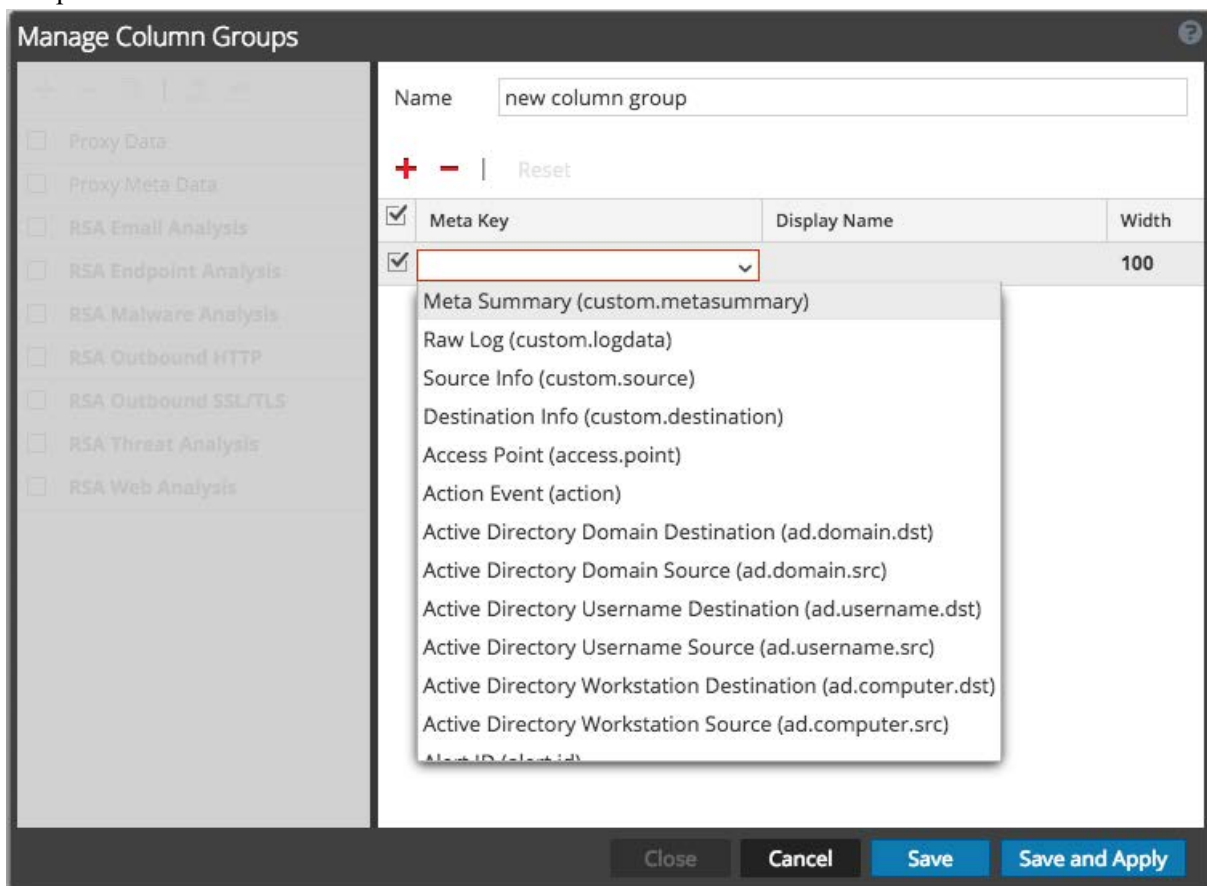 Manage Column Groups
Name new column group
Proxy Data
Proxy Meta Data
Reset
RSA Email Analysis
Meta Key Display Name Width
RSA Endpoint Analysis
100
Meta Summary (custom.metasummary)
RSA Malware Analysis
Raw Log (custom.logdata)
RSA Outbound HTTP
Source Info (custom.source)
RSA Outbound SSL/TLS
Destination Info (custom.destination)
RSA Threat Analysis
Access Point (access.point)
RSA Web Analysis
Action Event (action)
Active Directory Domain Destination (ad.domain.dst)
Active Directory Domain Source (ad.domain.src)
Active Directory Username Destination (ad.username.dst)
Active Directory Username Source (ad.username.src)
Active Directory Workstation Destination (ad.computer.dst)
Active Directory Workstation Source (ad.computer.src)
Alert ID (alert.id)
Close Cancel Save Save and Apply